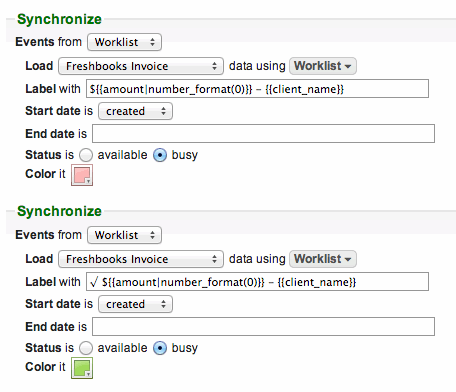 Synchronize
Events from Worklist
Load Freshbooks Invoice data using Worklist
Label with ${{amount|number_format(0)}} – {{client_name}}
Start date is created
End date is
Status is available busy
Color it
Synchronize
Events from Worklist
Load Freshbooks Invoice data using Worklist
Label with √ ${{amount|number_format(0)}} – {{client_name}}
Start date is created
End date is
Status is available busy
Color it